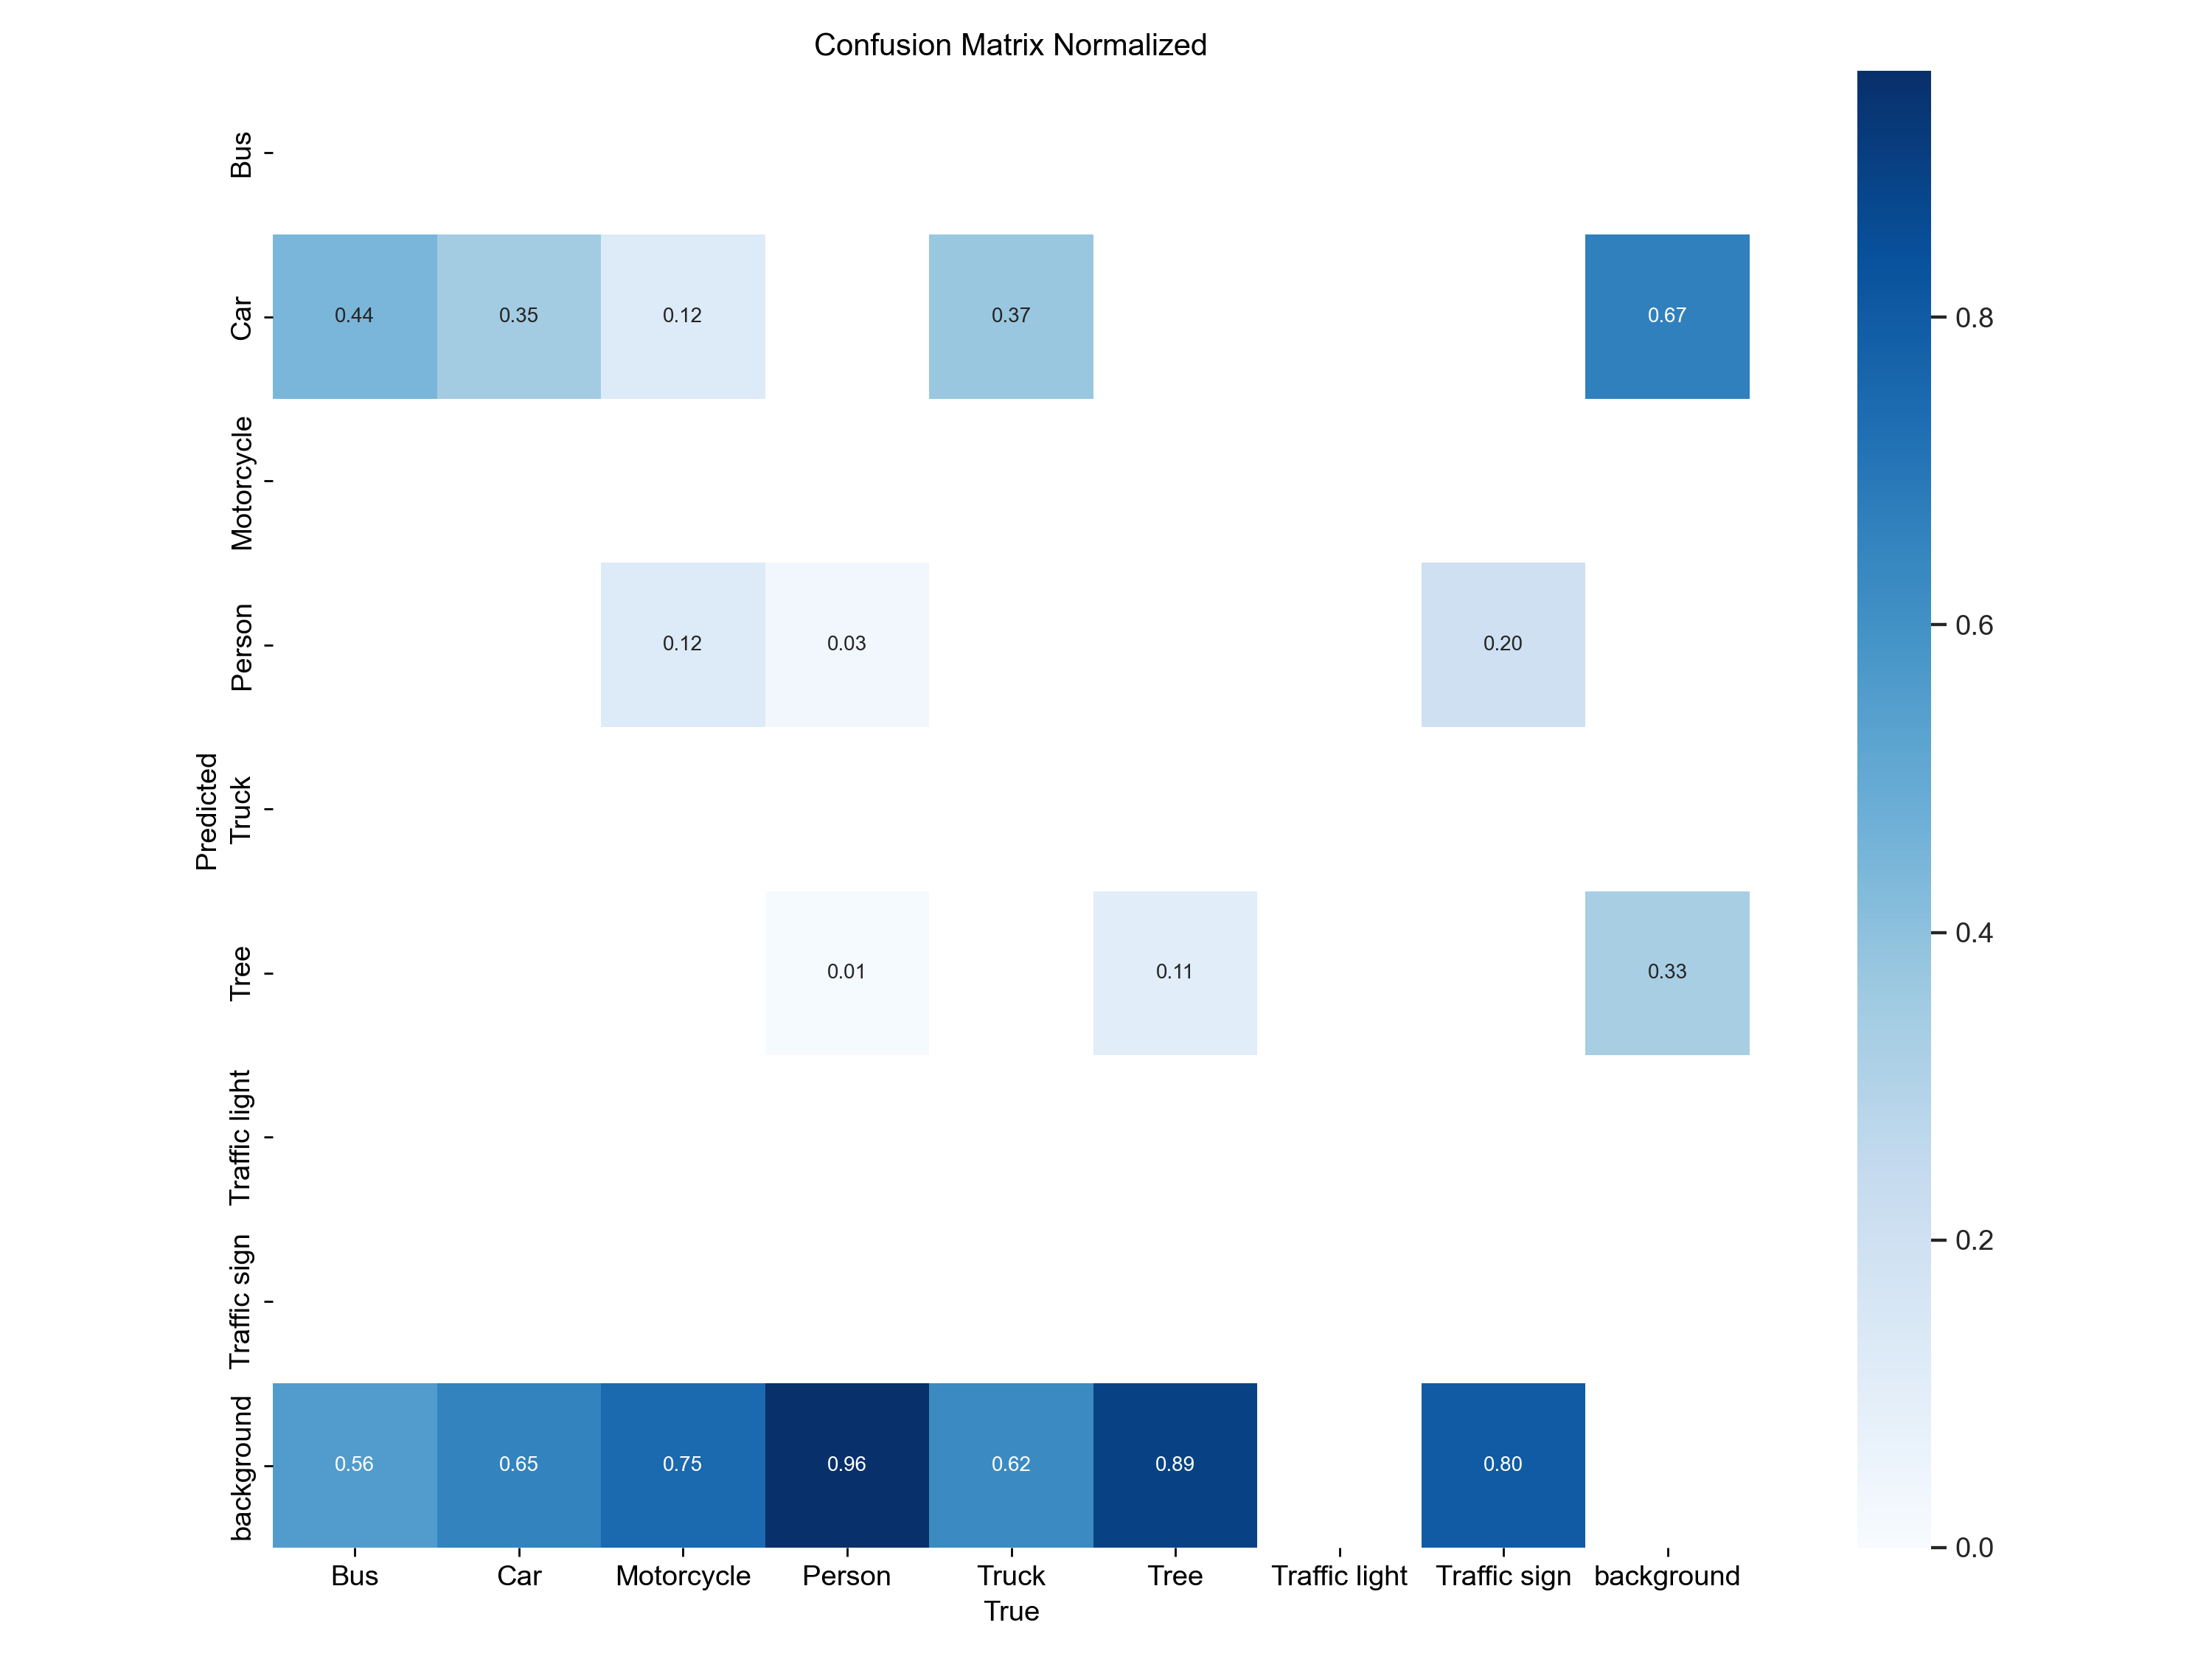 Confusion Matrix Normalized
Bus
Car
0.44 0.35 0.12 0.37 0.67
Motorcycle
Person
0.12 0.03 0.20
Truck
Tree
0.01 0.11 0.33
Traffic light
Traffic sign
background
0.56 0.65 0.75 0.96 0.62 0.89 0.80
Predicted
Bus Car Motorcycle Person Truck Tree Traffic light Traffic sign background
True
0.8
0.6
0.4
0.2
0.0